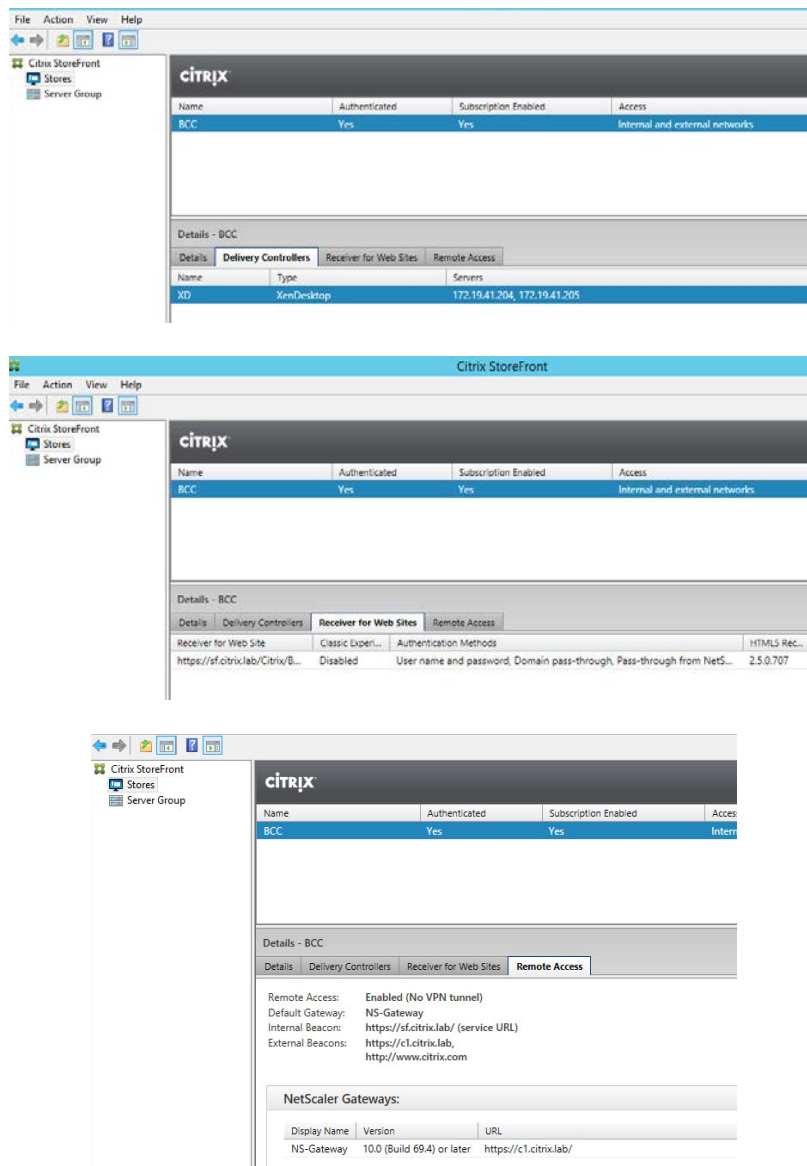 File Action View Help
Citrix StoreFront
Stores
Server Group
CİTRIX
Name Authenticated Subscription Enabled Access
BCC Yes Yes Internal and external networks
Details - BCC
Details Delivery Controllers Receiver for Web Sites Remote Access
Name Type Servers
XD XenDesktop 172.19.41.204, 172.19.41.205
Citrix StoreFront
File Action View Help
Citrix StoreFront
Stores
Server Group
CİTRIX
Name Authenticated Subscription Enabled Access
BCC Yes Yes Internal and external networks
Details - BCC
Details Delivery Controllers Receiver for Web Sites Remote Access
Receiver for Web Site Classic Experi... Authentication Methods HTML5 Rec...
https://sf.citrix.lab/Citrix/B... Disabled User name and password, Domain pass-through, Pass-through from NetS... 2.5.0.707
Citrix StoreFront
Stores
Server Group
CİTRIX
Name Authenticated Subscription Enabled Acces
BCC Yes Yes Intern
Details - BCC
Details Delivery Controllers Receiver for Web Sites Remote Access
Remote Access: Enabled (No VPN tunnel)
Default Gateway: NS-Gateway
Internal Beacon: https://sf.citrix.lab/ (service URL)
External Beacons: https://c1.citrix.lab,
http://www.citrix.com
NetScaler Gateways:
Display Name Version URL
NS-Gateway 10.0 (Build 69.4) or later https://c1.citrix.lab/